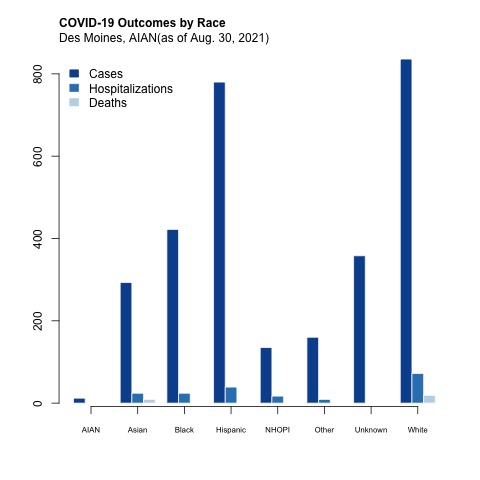 COVID-19 Outcomes by Race
Des Moines, AIAN(as of Aug. 30, 2021)
Cases
Hospitalizations
Deaths
800
600
400
200
0
AIAN Asian Black Hispanic NHOPI Other Unknown White